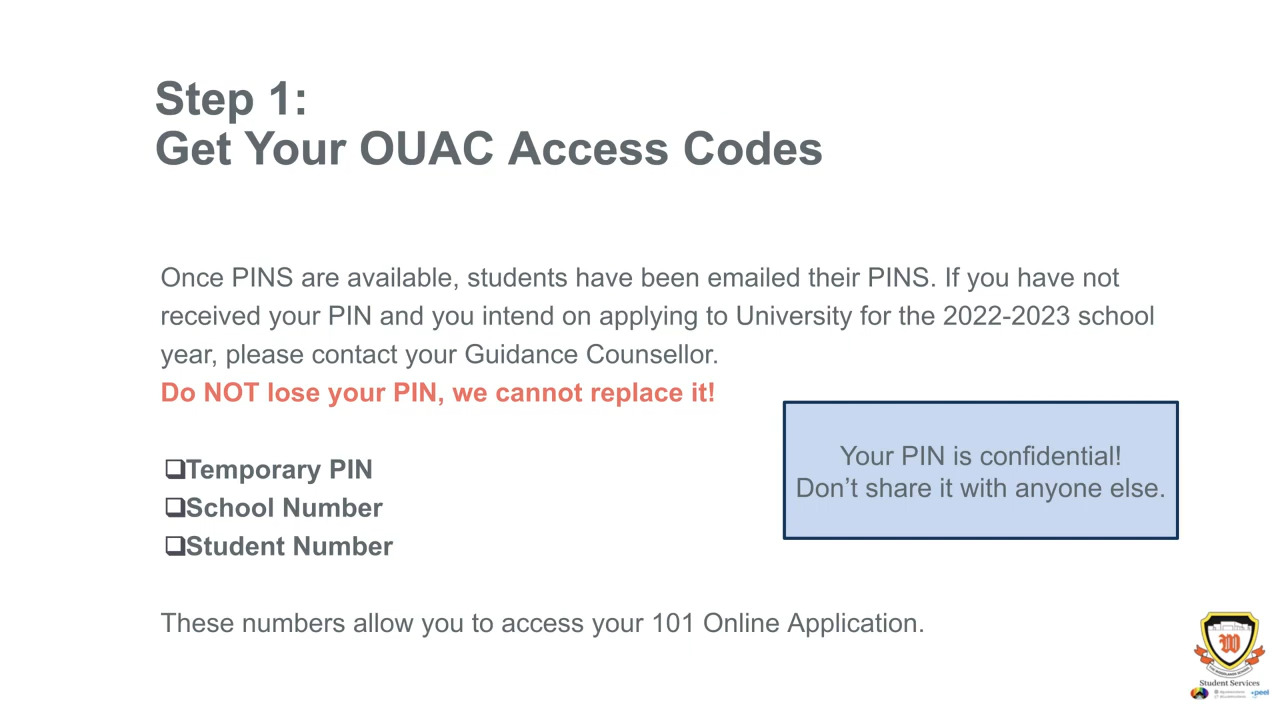 Step 1:
Get Your OUAC Access Codes
Once PINS are available, students have been emailed their PINS. If you have not
received your PIN and you intend on applying to University for the 2022-2023 school
year, please contact your Guidance Counsellor.
Do NOT lose your PIN, we cannot replace it!
Your PIN is confidential!
Don’t share it with anyone else.
❑Temporary PIN
❑School Number
❑Student Number
These numbers allow you to access your 101 Online Application.
Student Services
peel